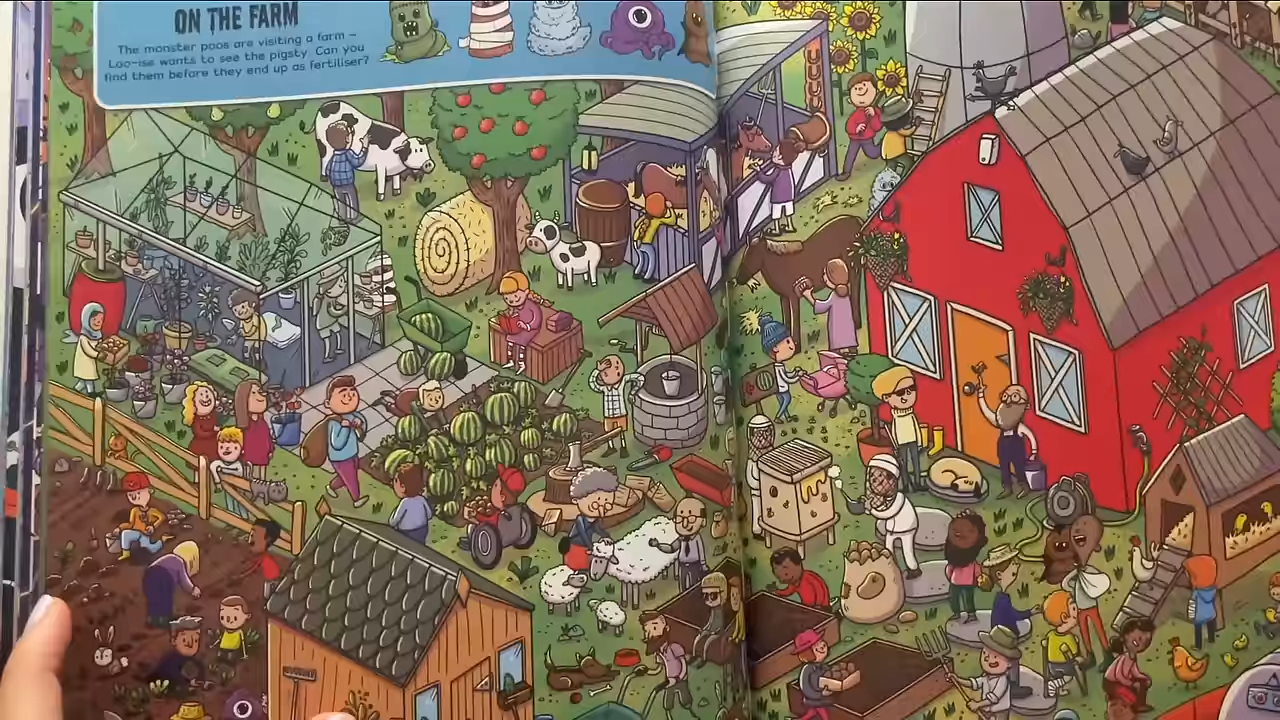 ON THE FARM
The monster poos are visiting a farm –
Loo-ise wants to see the pigsty. Can you
find them before they end up as fertiliser?